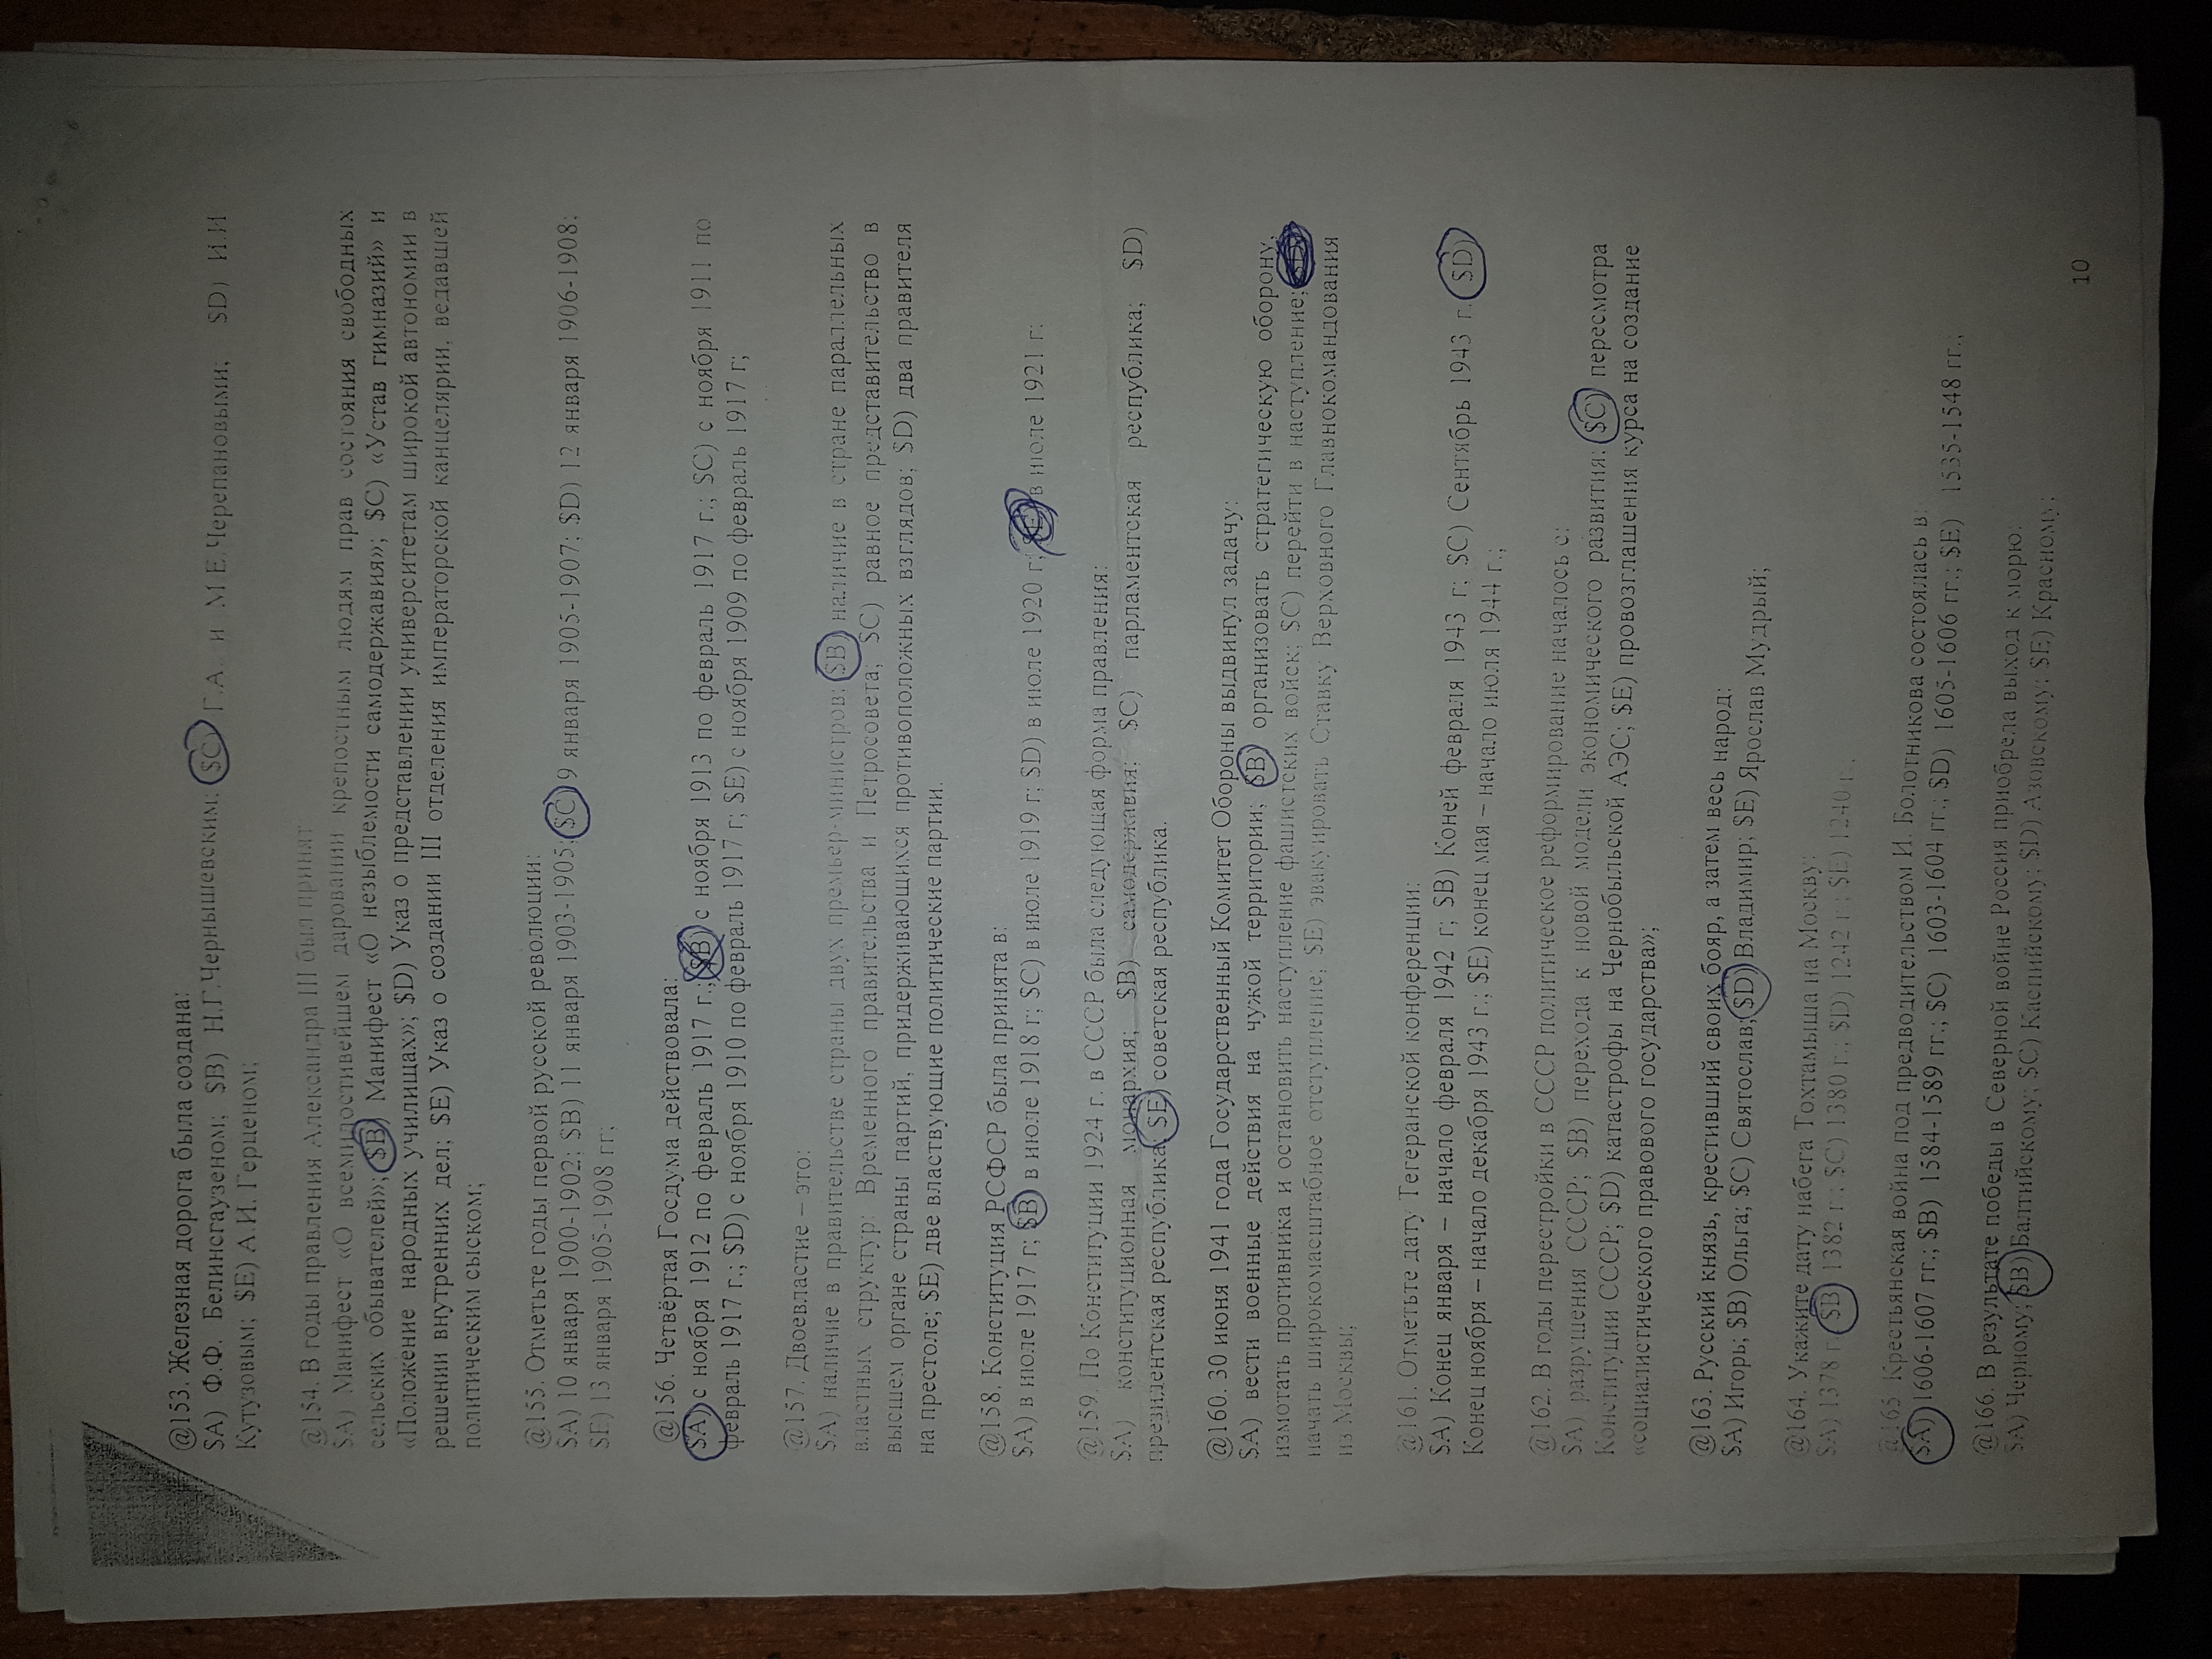 @153. Железная дорога была создана:
$A) Ф.Ф. Белинсгаузеном; $B) Н.Г.Чернышевским; $C) Г.А. и М.Е.Черепановыми; $D) И.И
Кутузовым; $E) А.И. Герценом;
@154. В годы правления Александра III был принят:
$A) Манифест «О всемилостивейшем даровании крепостным людям прав состояния свободных
сельских обывателей»; $B) Манифест «О незыблемости самодержавия»; $C) «Устав гимназий» и
«Положение народных училищах»; $D) Указ о представлении университетам широкой автономии в
решении внутренних дел; $E) Указ о создании III отделения императорской канцелярии, ведавшей
политическим сыском;
@155. Отметьте годы первой русской революции:
$A) 10 января 1900-1902; $B) 11 января 1903-1905; $C) 9 января 1905-1907; $D) 12 января 1906-1908;
$E) 13 января 1905-1908 гг;
@156. Четвёртая Госдума действовала:
$A) с ноября 1912 по февраль 1917 г.; $B) с ноября 1913 по февраль 1917 г.; $C) с ноября 1911 по
февраль 1917 г.; $D) с ноября 1910 по февраль 1917 г; $E) с ноября 1909 по февраль 1917 г;
@157. Двоевластие – это:
$A) наличие в правительстве страны двух премьер-министров; $B) наличие в стране параллельных
властных структур: Временного правительства и Петросовета; $C) равное представительство в
высшем органе страны партий, придерживающихся противоположных взглядов; $D) два правителя
на престоле; $E) две властвующие политические партии.
@158. Конституция РСФСР была принята в:
$A) в июле 1917 г; $B) в июле 1918 г; $C) в июле 1919 г; $D) в июле 1920 г; $E) в июле 1921 г;
@159. По Конституции 1924 г. в СССР была следующая форма правления:
$A) конституционная монархия; $B) самодержавия; $C) парламентская республика; $D)
президентская республика; $E) советская республика.
@160. 30 июня 1941 года Государственный Комитет Обороны выдвинул задачу:
$A) вести военные действия на чужой территории; $B) организовать стратегическую оборону,
измотать противника и остановить наступление фашистских войск; $C) перейти в наступление; $D)
начать широкомасштабное отступление; $E) эвакуировать Ставку Верховного Главнокомандования
из Москвы;
@161. Отметьте дату Тегеранской конференции:
$A) Конец января – начало февраля 1942 г; $B) Коней февраля 1943 г; $C) Сентябрь 1943 г. $D)
Конец ноября – начало декабря 1943 г.; $E) конец мая – начало июля 1944 г.;
@162. В годы перестройки в СССР политическое реформирование началось с:
$A) разрушения СССР; $B) перехода к новой модели экономического развития; $C) пересмотра
Конституции СССР; $D) катастрофы на Чернобыльской АЭС; $E) провозглашения курса на создание
«социалистического правового государства»;
@163. Русский князь, крестивший своих бояр, а затем весь народ:
$A) Игорь; $B) Ольга; $C) Святослав; $D) Владимир; $E) Ярослав Мудрый;
@164. Укажите дату набега Тохтамыша на Москву:
$A) 1378 г. $B) 1382 г.; $C) 1380 г.; $D) 1242 г.; $E) 1240 г.
@165. Крестьянская война под предводительством И. Болотникова состоялась в:
$A) 1606-1607 гг.; $B) 1584-1589 гг.; $C) 1603-1604 гг.; $D) 1605-1606 гг.; $E) 1535-1548 гг.;
@166. В результате победы в Северной войне Россия приобрела выход к морю:
$A) Черному; $B) Балтийскому; $C) Каспийскому; $D) Азовскому; $E) Красному;
10